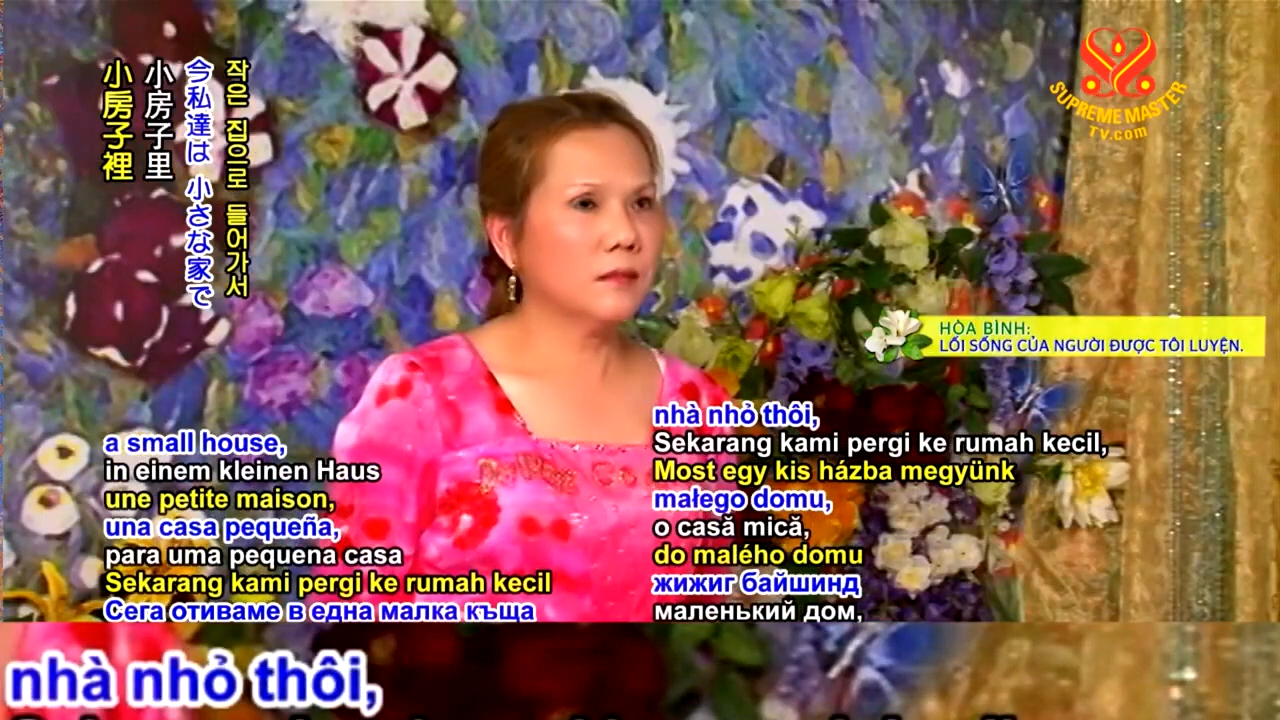 小房子裡
小房子里
今私達は 小さな家で
작은 집으로 들어가서
SUPREME MASTER
TV.com
HÒA BÌNH:
LỐI SỐNG CỦA NGƯỜI ĐƯỢC TÔI LUYỆN.
a small house,
in einem kleinen Haus
une petite maison,
una casa pequeña,
para uma pequena casa
Sekarang kami pergi ke rumah kecil
Сега отиваме в една малка къща
nhà nhỏ thôi,
Sekarang kami pergi ke rumah kecil,
Most egy kis házba megyünk
małego domu,
o casă mică,
do malého domu
жижиг байшинд
маленький дом,
nhà nhỏ thôi,